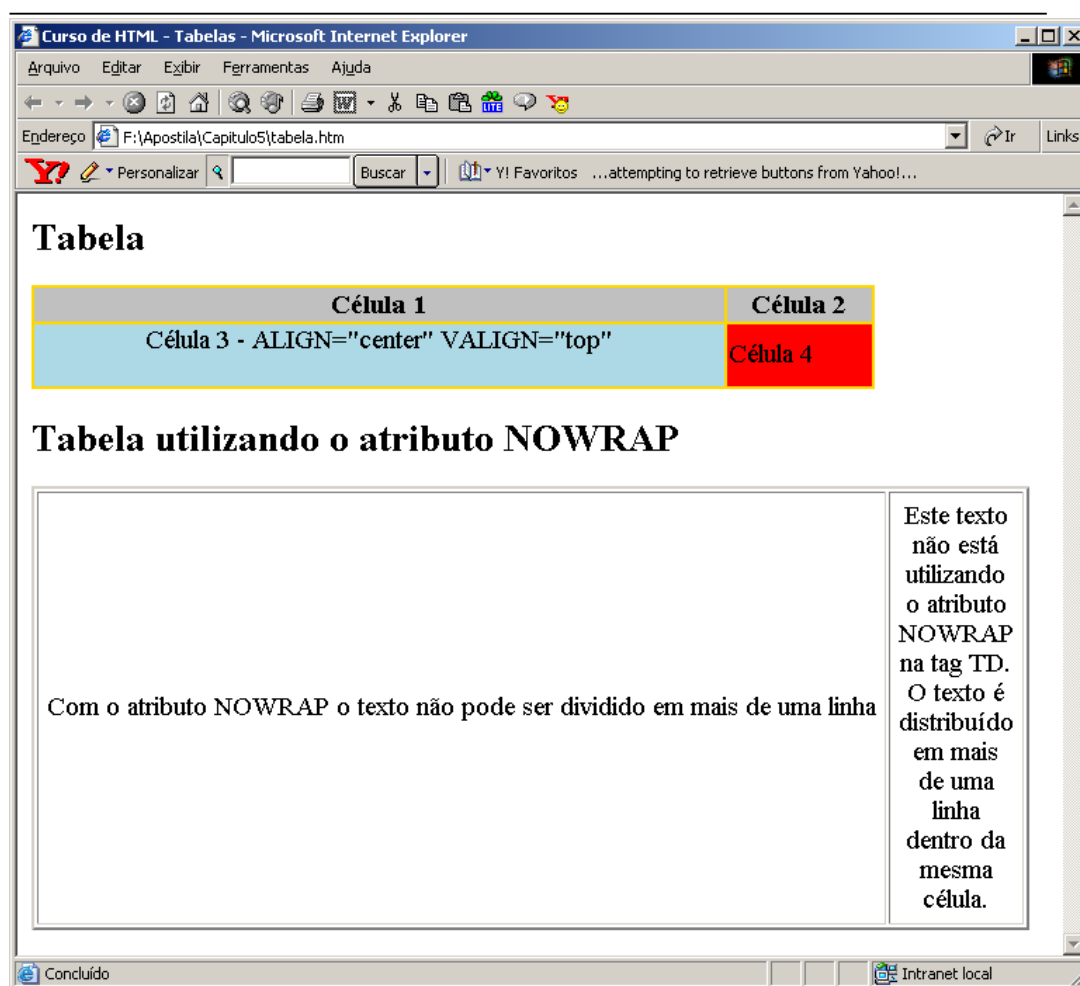 Curso de HTML - Tabelas - Microsoft Internet Explorer
Arquivo Editar Exibir Ferramentas Ajuda
Endereço F:\Apostila\Capitulo5\tabela.htm Ir Links
Y! Personalizar Buscar Y! Favoritos ...attempting to retrieve buttons from Yahoo!...
Tabela
Célula 1 Célula 2
Célula 3 - ALIGN="center" VALIGN="top"
Célula 4
Tabela utilizando o atributo NOWRAP
Com o atributo NOWRAP o texto não pode ser dividido em mais de uma linha
Este texto
não está
utilizando
o atributo
NOWRAP
na tag TD.
O texto é
distribuído
em mais
de uma
linha
dentro da
mesma
célula.
Concluído Intranet local